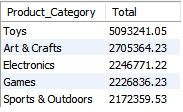 Product_Category Total
Toys 5093241.05
Art & Crafts 2705364.23
Electronics 2246771.22
Games 2226836.23
Sports & Outdoors 2172359.53